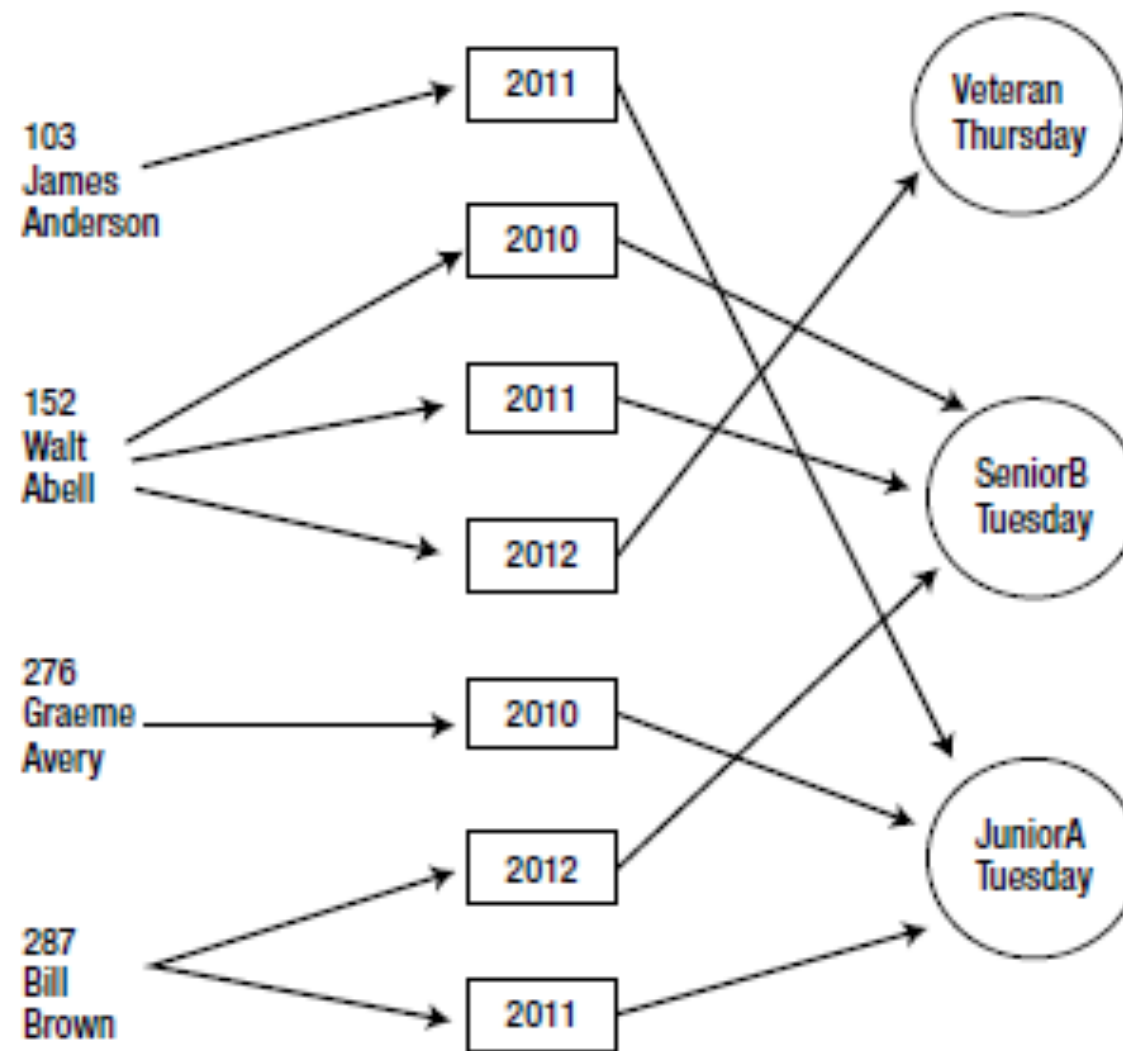 103
James
Anderson
152
Walt
Abell
276
Graeme
Avery
287
Bill
Brown
2011
2010
2011
2012
2010
2012
2011
Veteran
Thursday
SeniorB
Tuesday
JuniorA
Tuesday